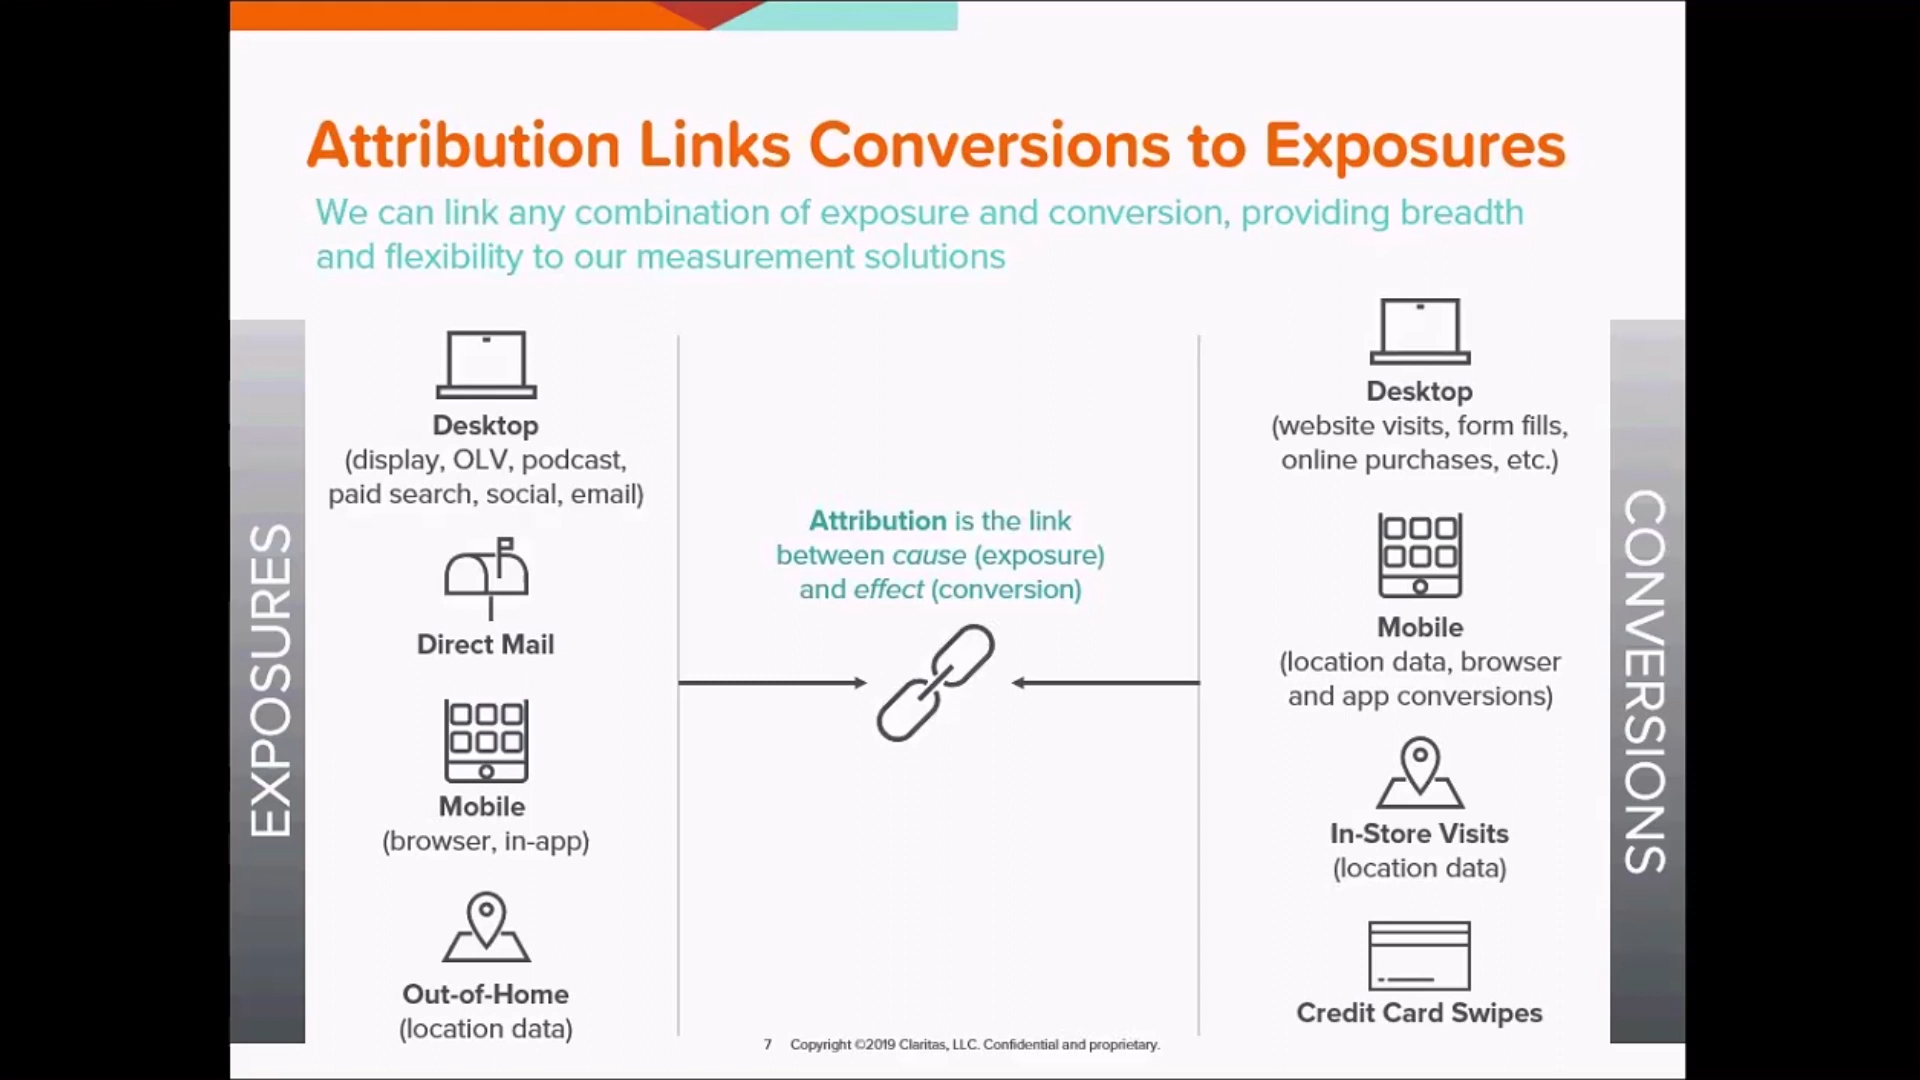 Attribution Links Conversions to Exposures
We can link any combination of exposure and conversion, providing breadth
and flexibility to our measurement solutions
EXPOSURES
Desktop
(display, OLV, podcast,
paid search, social, email)
Direct Mail
Mobile
(browser, in-app)
Out-of-Home
(location data)
Attribution is the link
between cause (exposure)
and effect (conversion)
Desktop
(website visits, form fills,
online purchases, etc.)
Mobile
(location data, browser
and app conversions)
In-Store Visits
(location data)
Credit Card Swipes
CONVERSIONS
7 Copyright ©2019 Claritas, LLC. Confidential and proprietary.